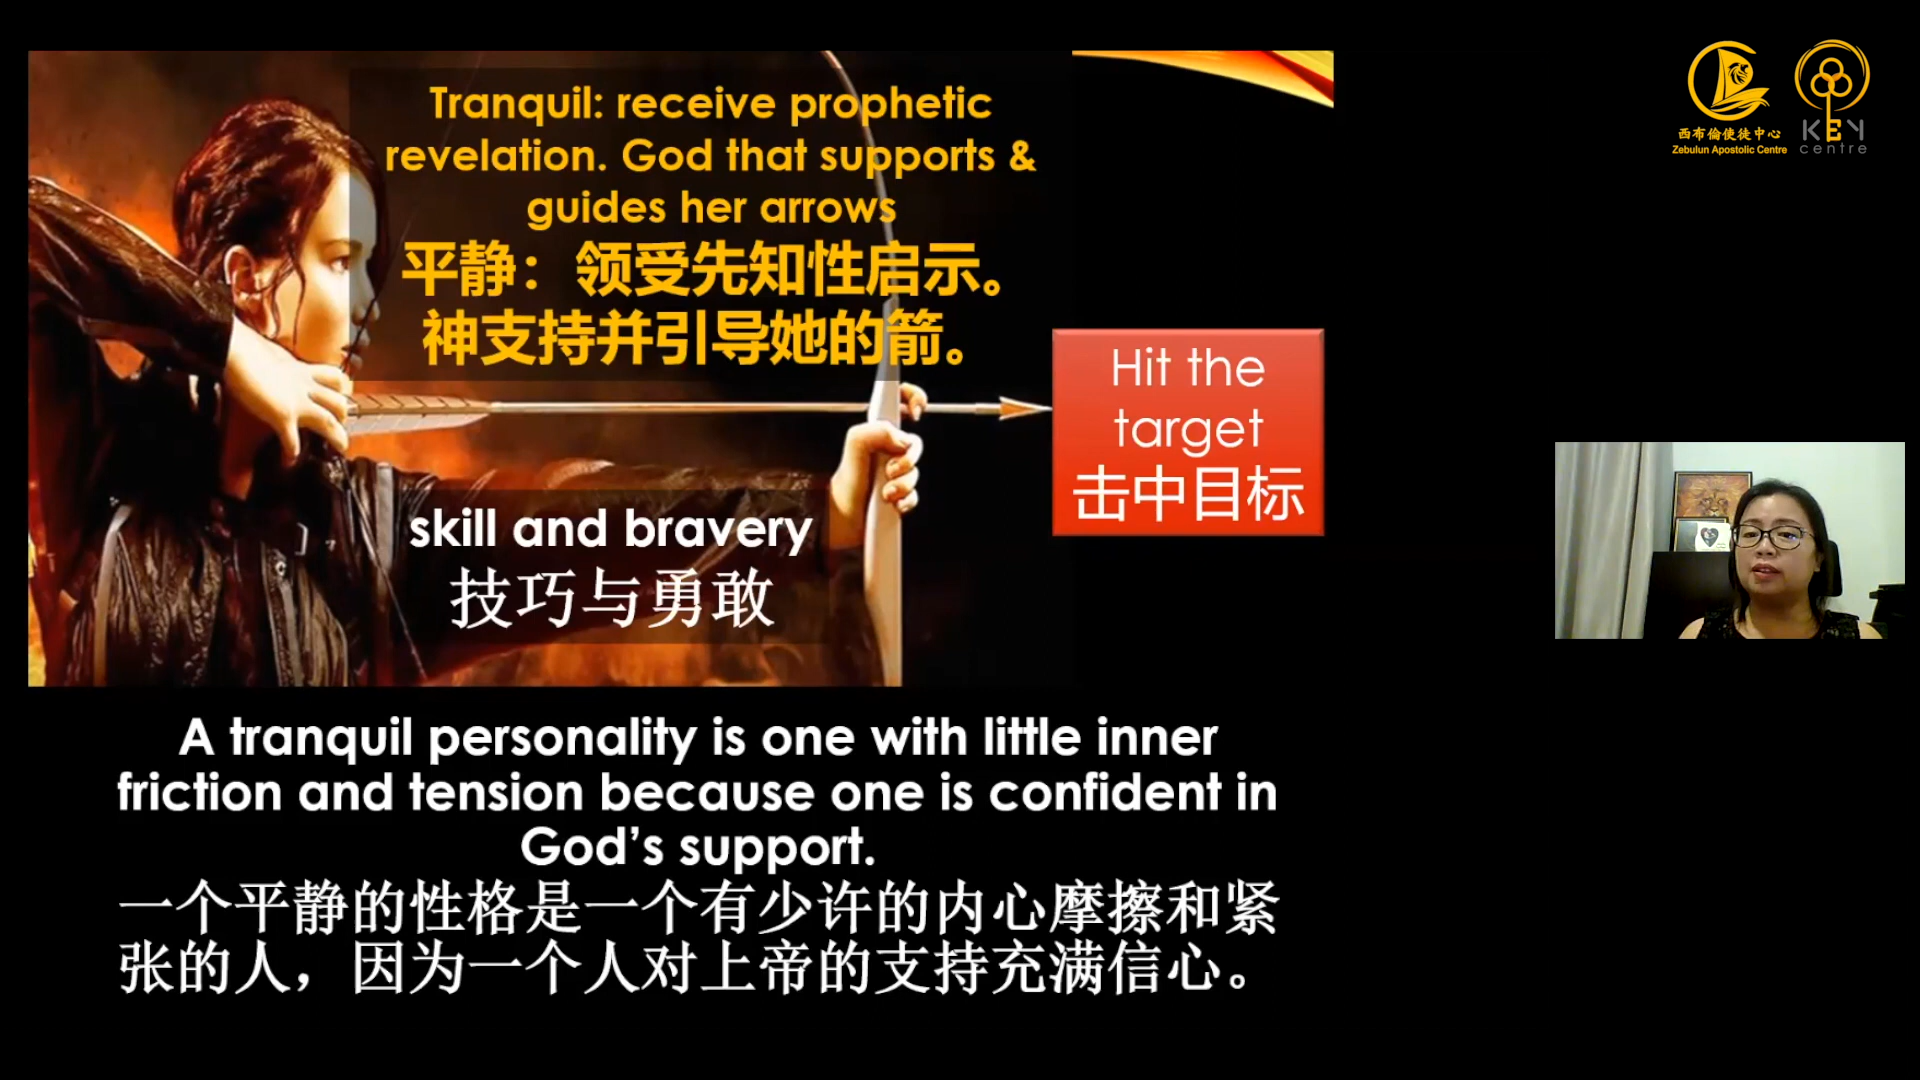 Tranquil: receive prophetic
revelation. God that supports &
guides her arrows
平静：领受先知性启示。
神支持并引导她的箭。
Hit the
target
击中目标
skill and bravery
技巧与勇敢
A tranquil personality is one with little inner
friction and tension because one is confident in
God’s support.
一个平静的性格是一个有少许的内心摩擦和紧
张的人，因为一个人对上帝的支持充满信心。
西布倫使徒中心
Zebulun Apostolic Centre
KEY
centre